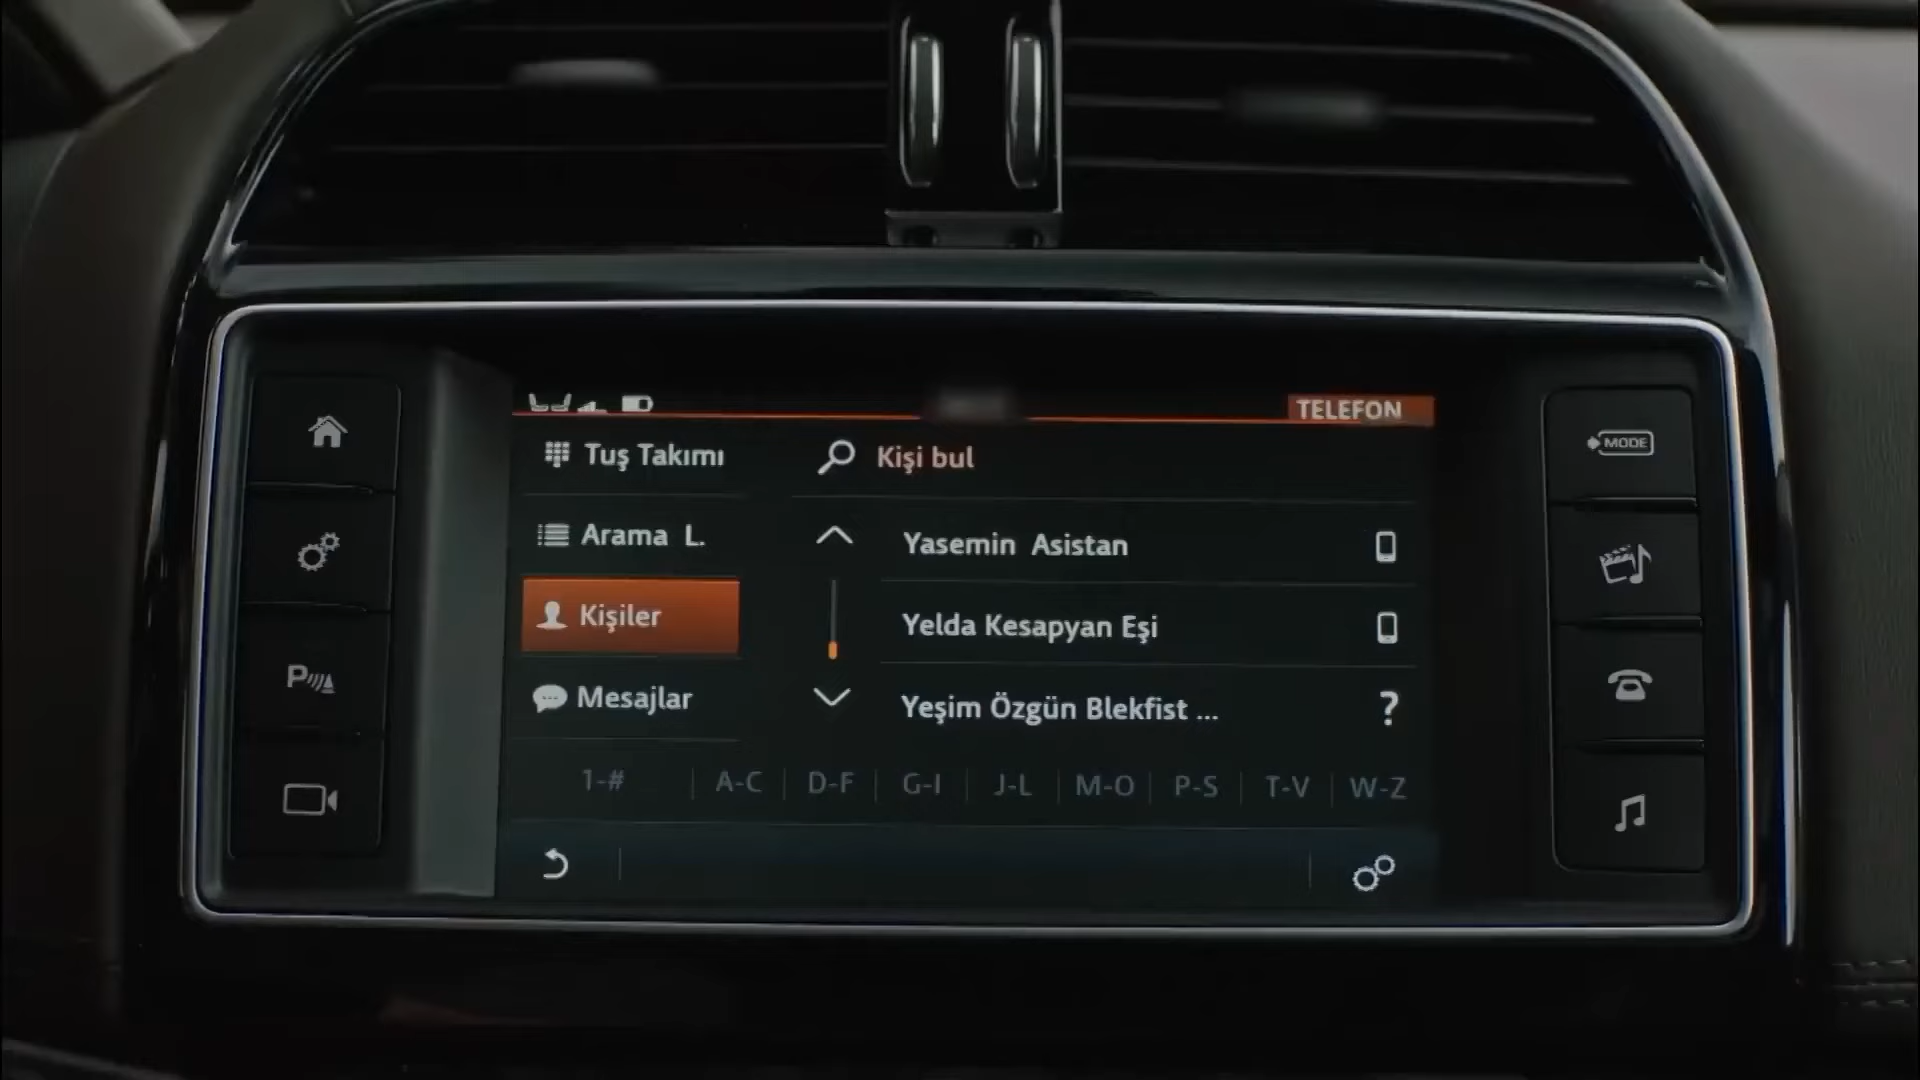 TELEFON
Tuş Takımı
Kişi bul
MODE
Arama L.
Yasemin Asistan
Kişiler
Yelda Kesapyan Eşi
P
Mesajlar
Yeşim Özgün Blekfist ...
?
1-# A-C D-F G-I J-L M-O P-S T-V W-Z